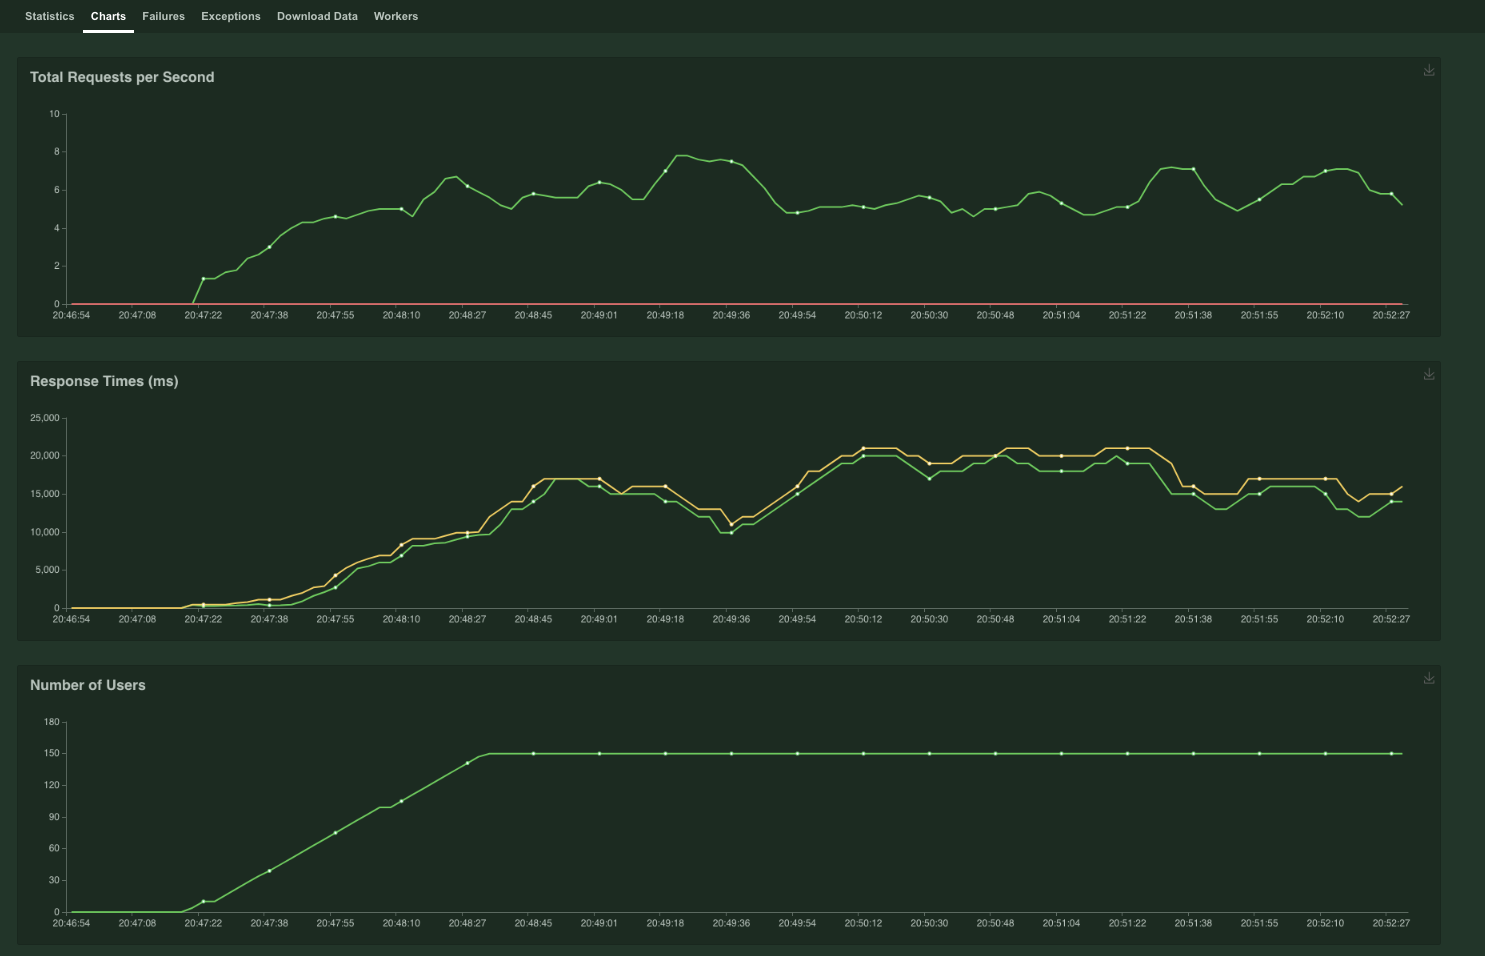 Statistics Charts Failures Exceptions Download Data Workers
Total Requests per Second
10
8
6
4
2
0
20:46:54 20:47:08 20:47:22 20:47:38 20:47:55 20:48:10 20:48:27 20:48:45 20:49:01 20:49:18 20:49:36 20:49:54 20:50:12 20:50:30 20:50:48 20:51:04 20:51:22 20:51:38 20:51:55 20:52:10 20:52:27
Response Times (ms)
25,000
20,000
15,000
10,000
5,000
0
20:46:54 20:47:08 20:47:22 20:47:38 20:47:55 20:48:10 20:48:27 20:48:45 20:49:01 20:49:18 20:49:36 20:49:54 20:50:12 20:50:30 20:50:48 20:51:04 20:51:22 20:51:38 20:51:55 20:52:10 20:52:27
Number of Users
180
150
120
90
60
30
0
20:46:54 20:47:08 20:47:22 20:47:38 20:47:55 20:48:10 20:48:27 20:48:45 20:49:01 20:49:18 20:49:36 20:49:54 20:50:12 20:50:30 20:50:48 20:51:04 20:51:22 20:51:38 20:51:55 20:52:10 20:52:27